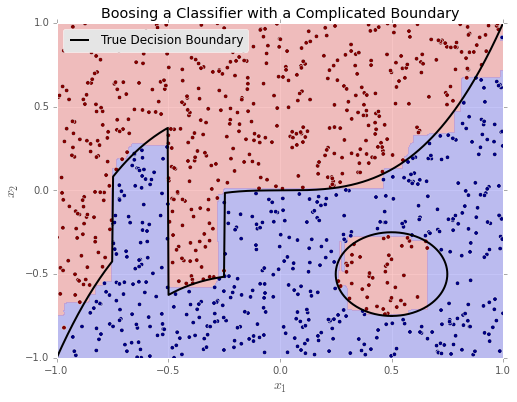 Boosing a Classifier with a Complicated Boundary
True Decision Boundary
1.0
0.5
0.0
−0.5
−1.0
x₂
−1.0 −0.5 0.0 0.5 1.0
x₁